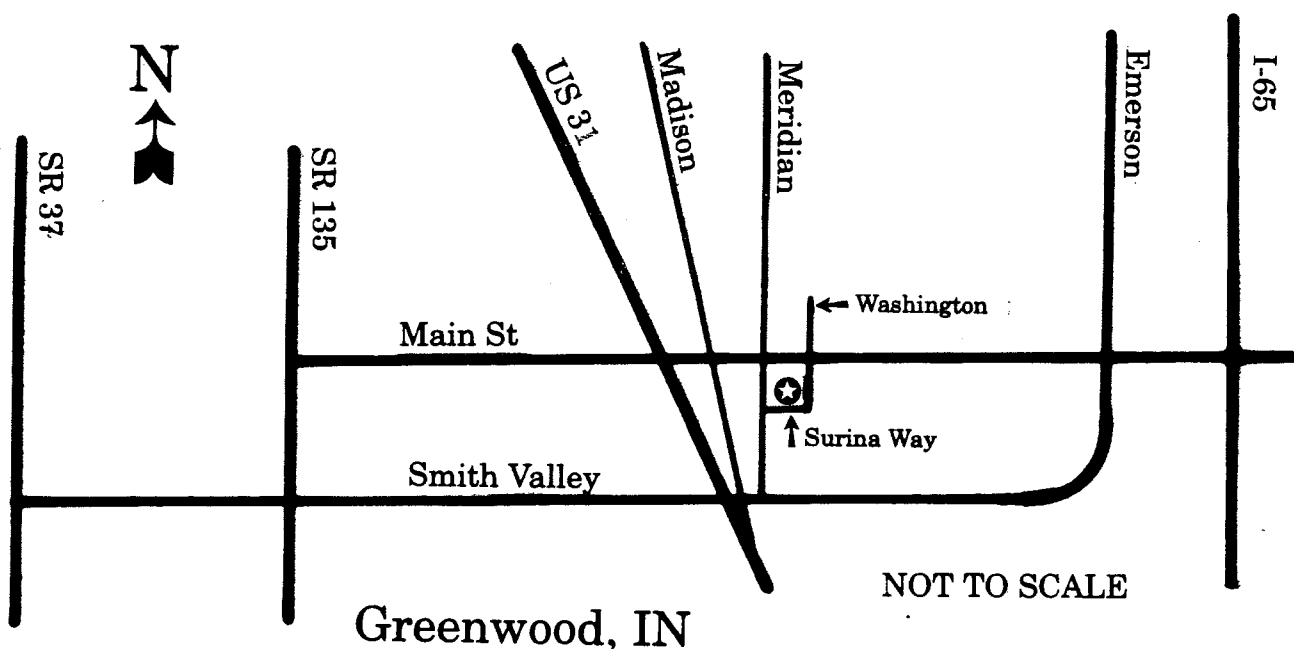 N
US 31
Madison
Meridian
Emerson
I-65
SR 37
SR 135
Washington
Main St
Surina Way
Smith Valley
NOT TO SCALE
Greenwood, IN